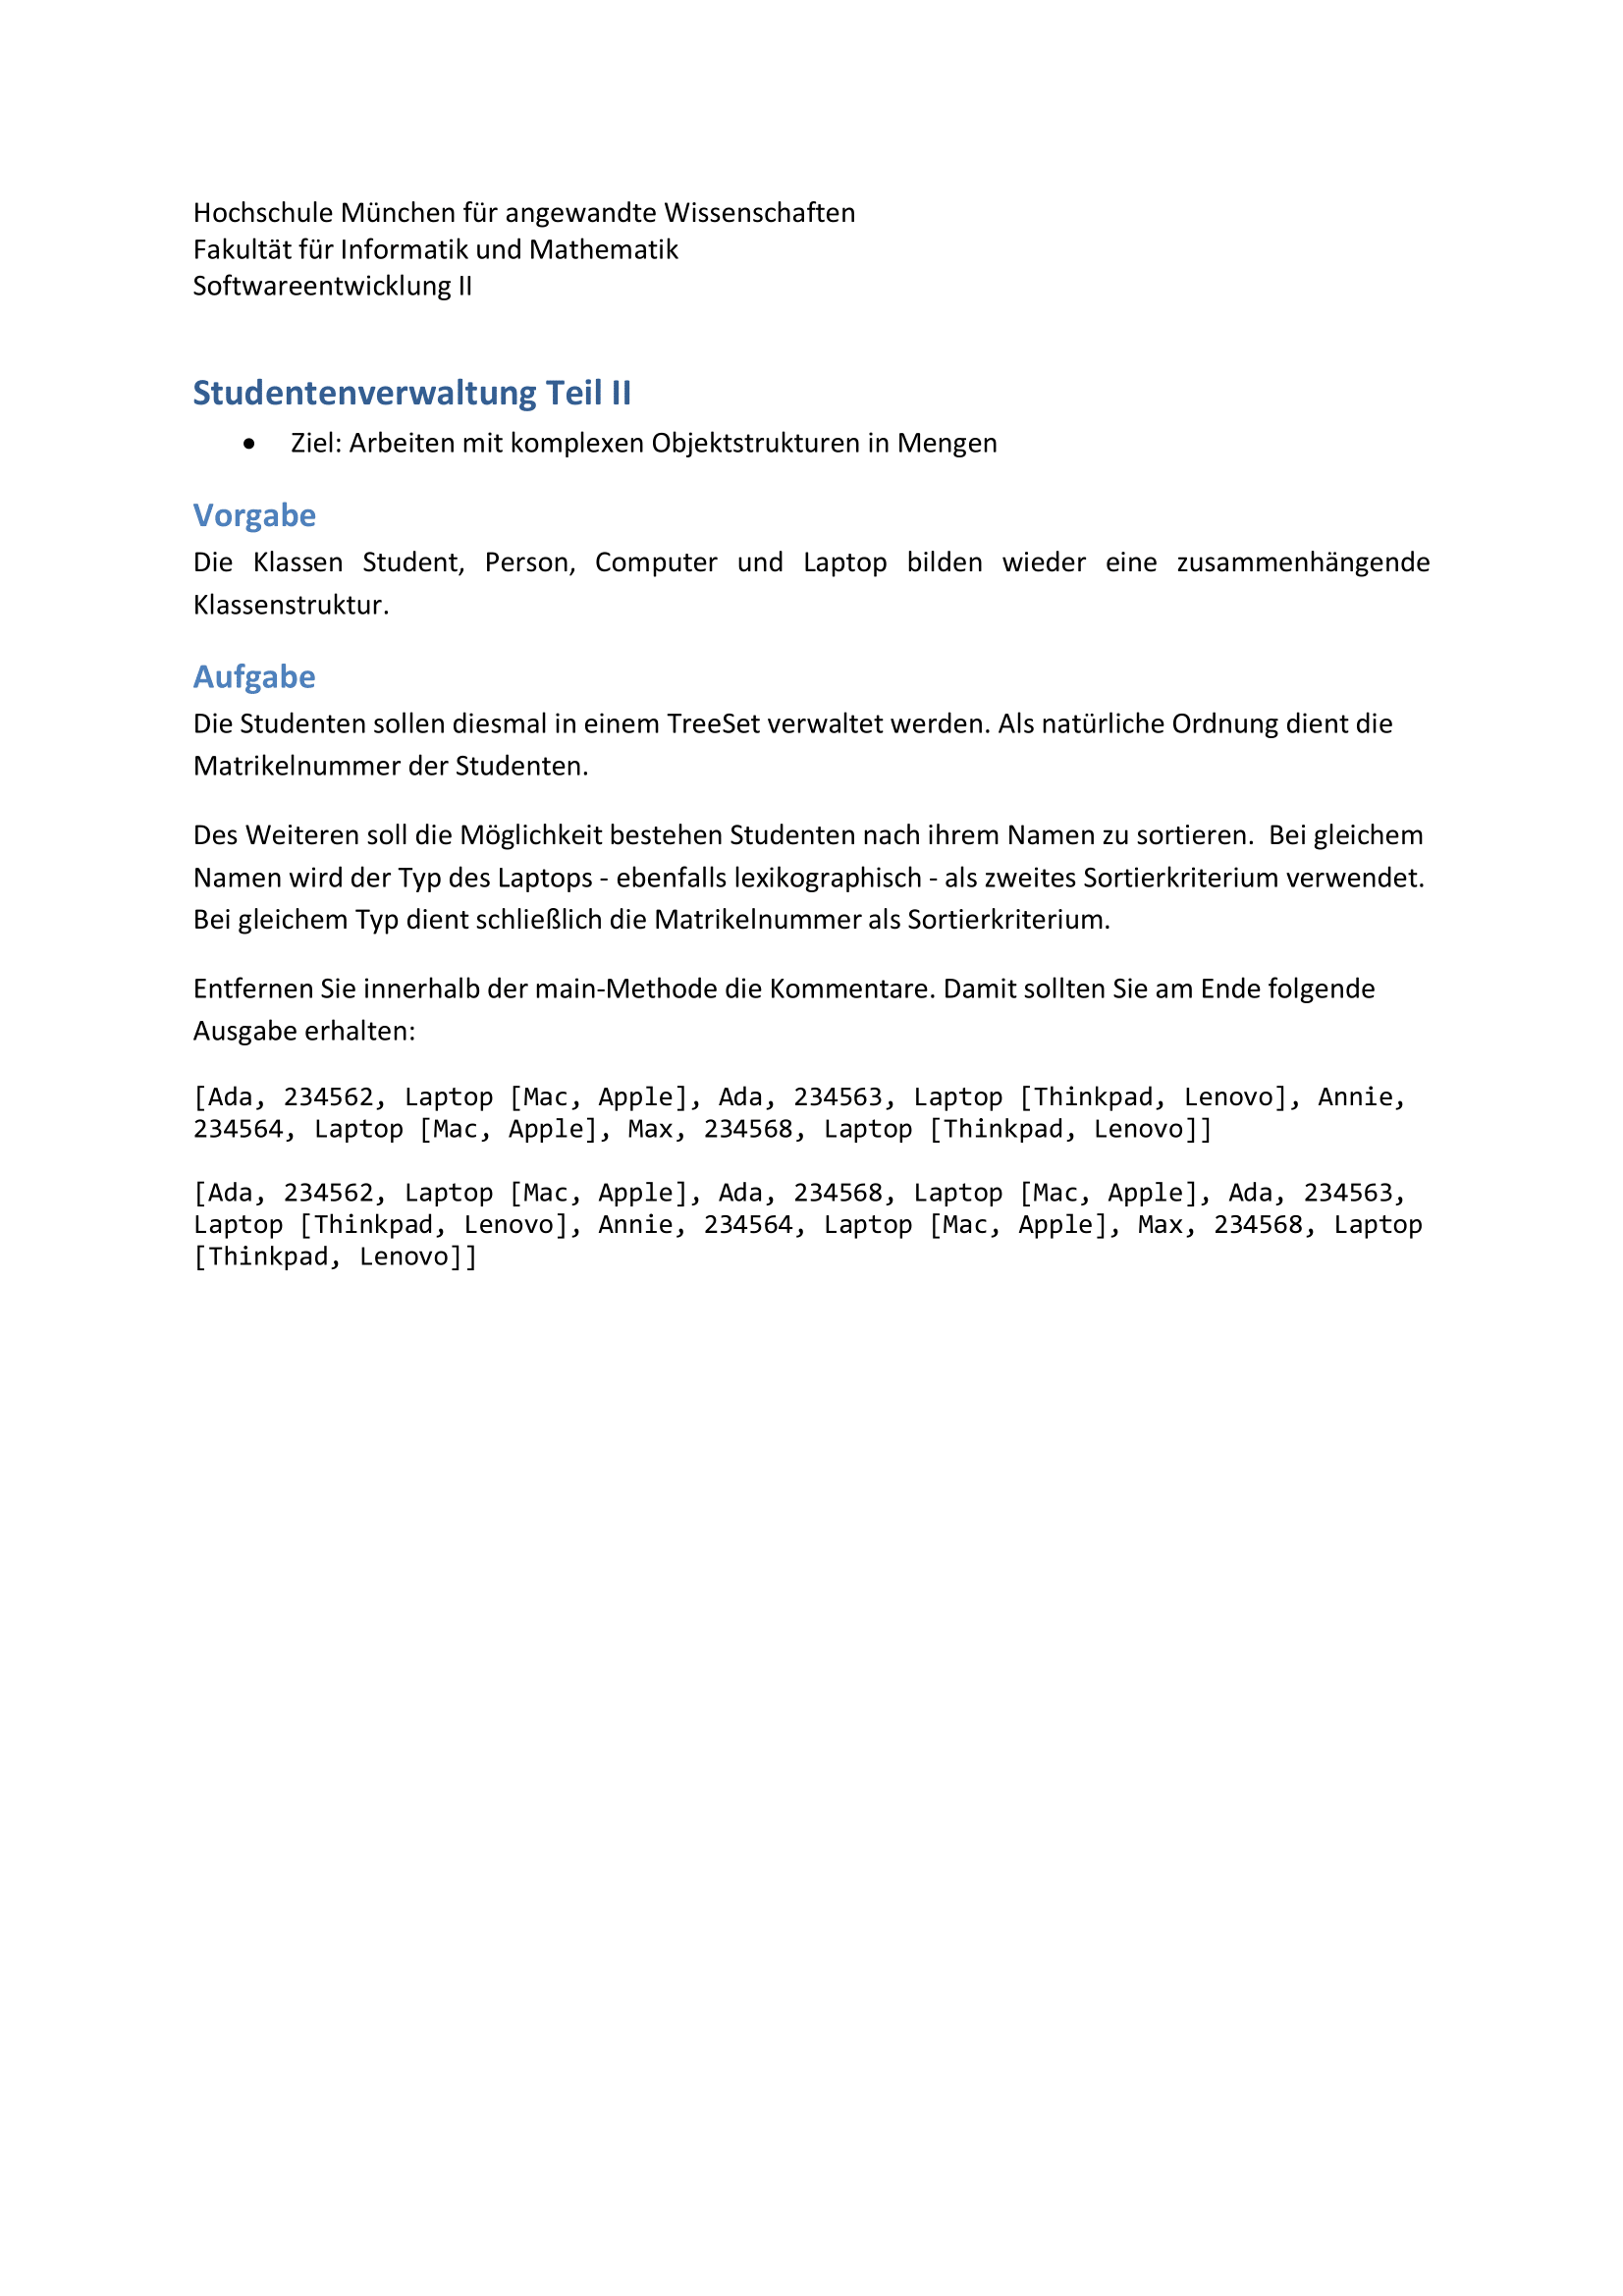 Hochschule München für angewandte Wissenschaften
Fakultät für Informatik und Mathematik
Softwareentwicklung II
Studentenverwaltung Teil II
• Ziel: Arbeiten mit komplexen Objektstrukturen in Mengen
Vorgabe
Die Klassen Student, Person, Computer und Laptop bilden wieder eine zusammenhängende
Klassenstruktur.
Aufgabe
Die Studenten sollen diesmal in einem TreeSet verwaltet werden. Als natürliche Ordnung dient die
Matrikelnummer der Studenten.
Des Weiteren soll die Möglichkeit bestehen Studenten nach ihrem Namen zu sortieren.  Bei gleichem
Namen wird der Typ des Laptops - ebenfalls lexikographisch - als zweites Sortierkriterium verwendet.
Bei gleichem Typ dient schließlich die Matrikelnummer als Sortierkriterium.
Entfernen Sie innerhalb der main-Methode die Kommentare. Damit sollten Sie am Ende folgende
Ausgabe erhalten:
[Ada, 234562, Laptop [Mac, Apple], Ada, 234563, Laptop [Thinkpad, Lenovo], Annie,
234564, Laptop [Mac, Apple], Max, 234568, Laptop [Thinkpad, Lenovo]]
[Ada, 234562, Laptop [Mac, Apple], Ada, 234568, Laptop [Mac, Apple], Ada, 234563,
Laptop [Thinkpad, Lenovo], Annie, 234564, Laptop [Mac, Apple], Max, 234568, Laptop
[Thinkpad, Lenovo]]